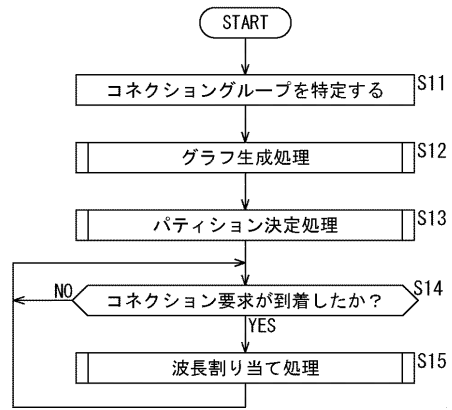 START
コネクショングループを特定する S11
グラフ生成処理 S12
パティション決定処理 S13
コネクション要求が到着したか? S14
NO
YES
波長割り当て処理 S15